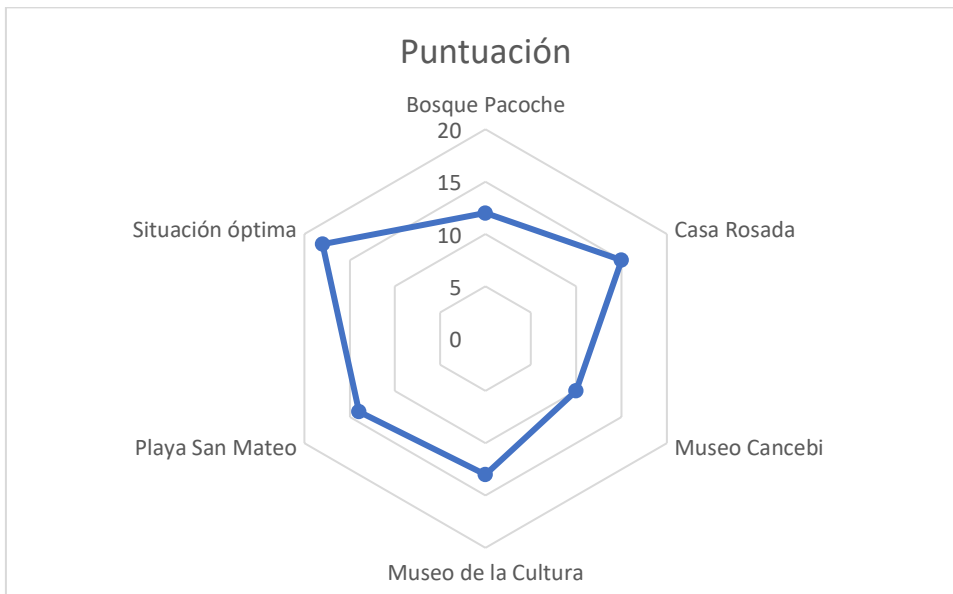 Puntuación
Bosque Pacoche
20
15
Situación óptima
Casa Rosada
10
5
0
Playa San Mateo
Museo Cancebi
Museo de la Cultura